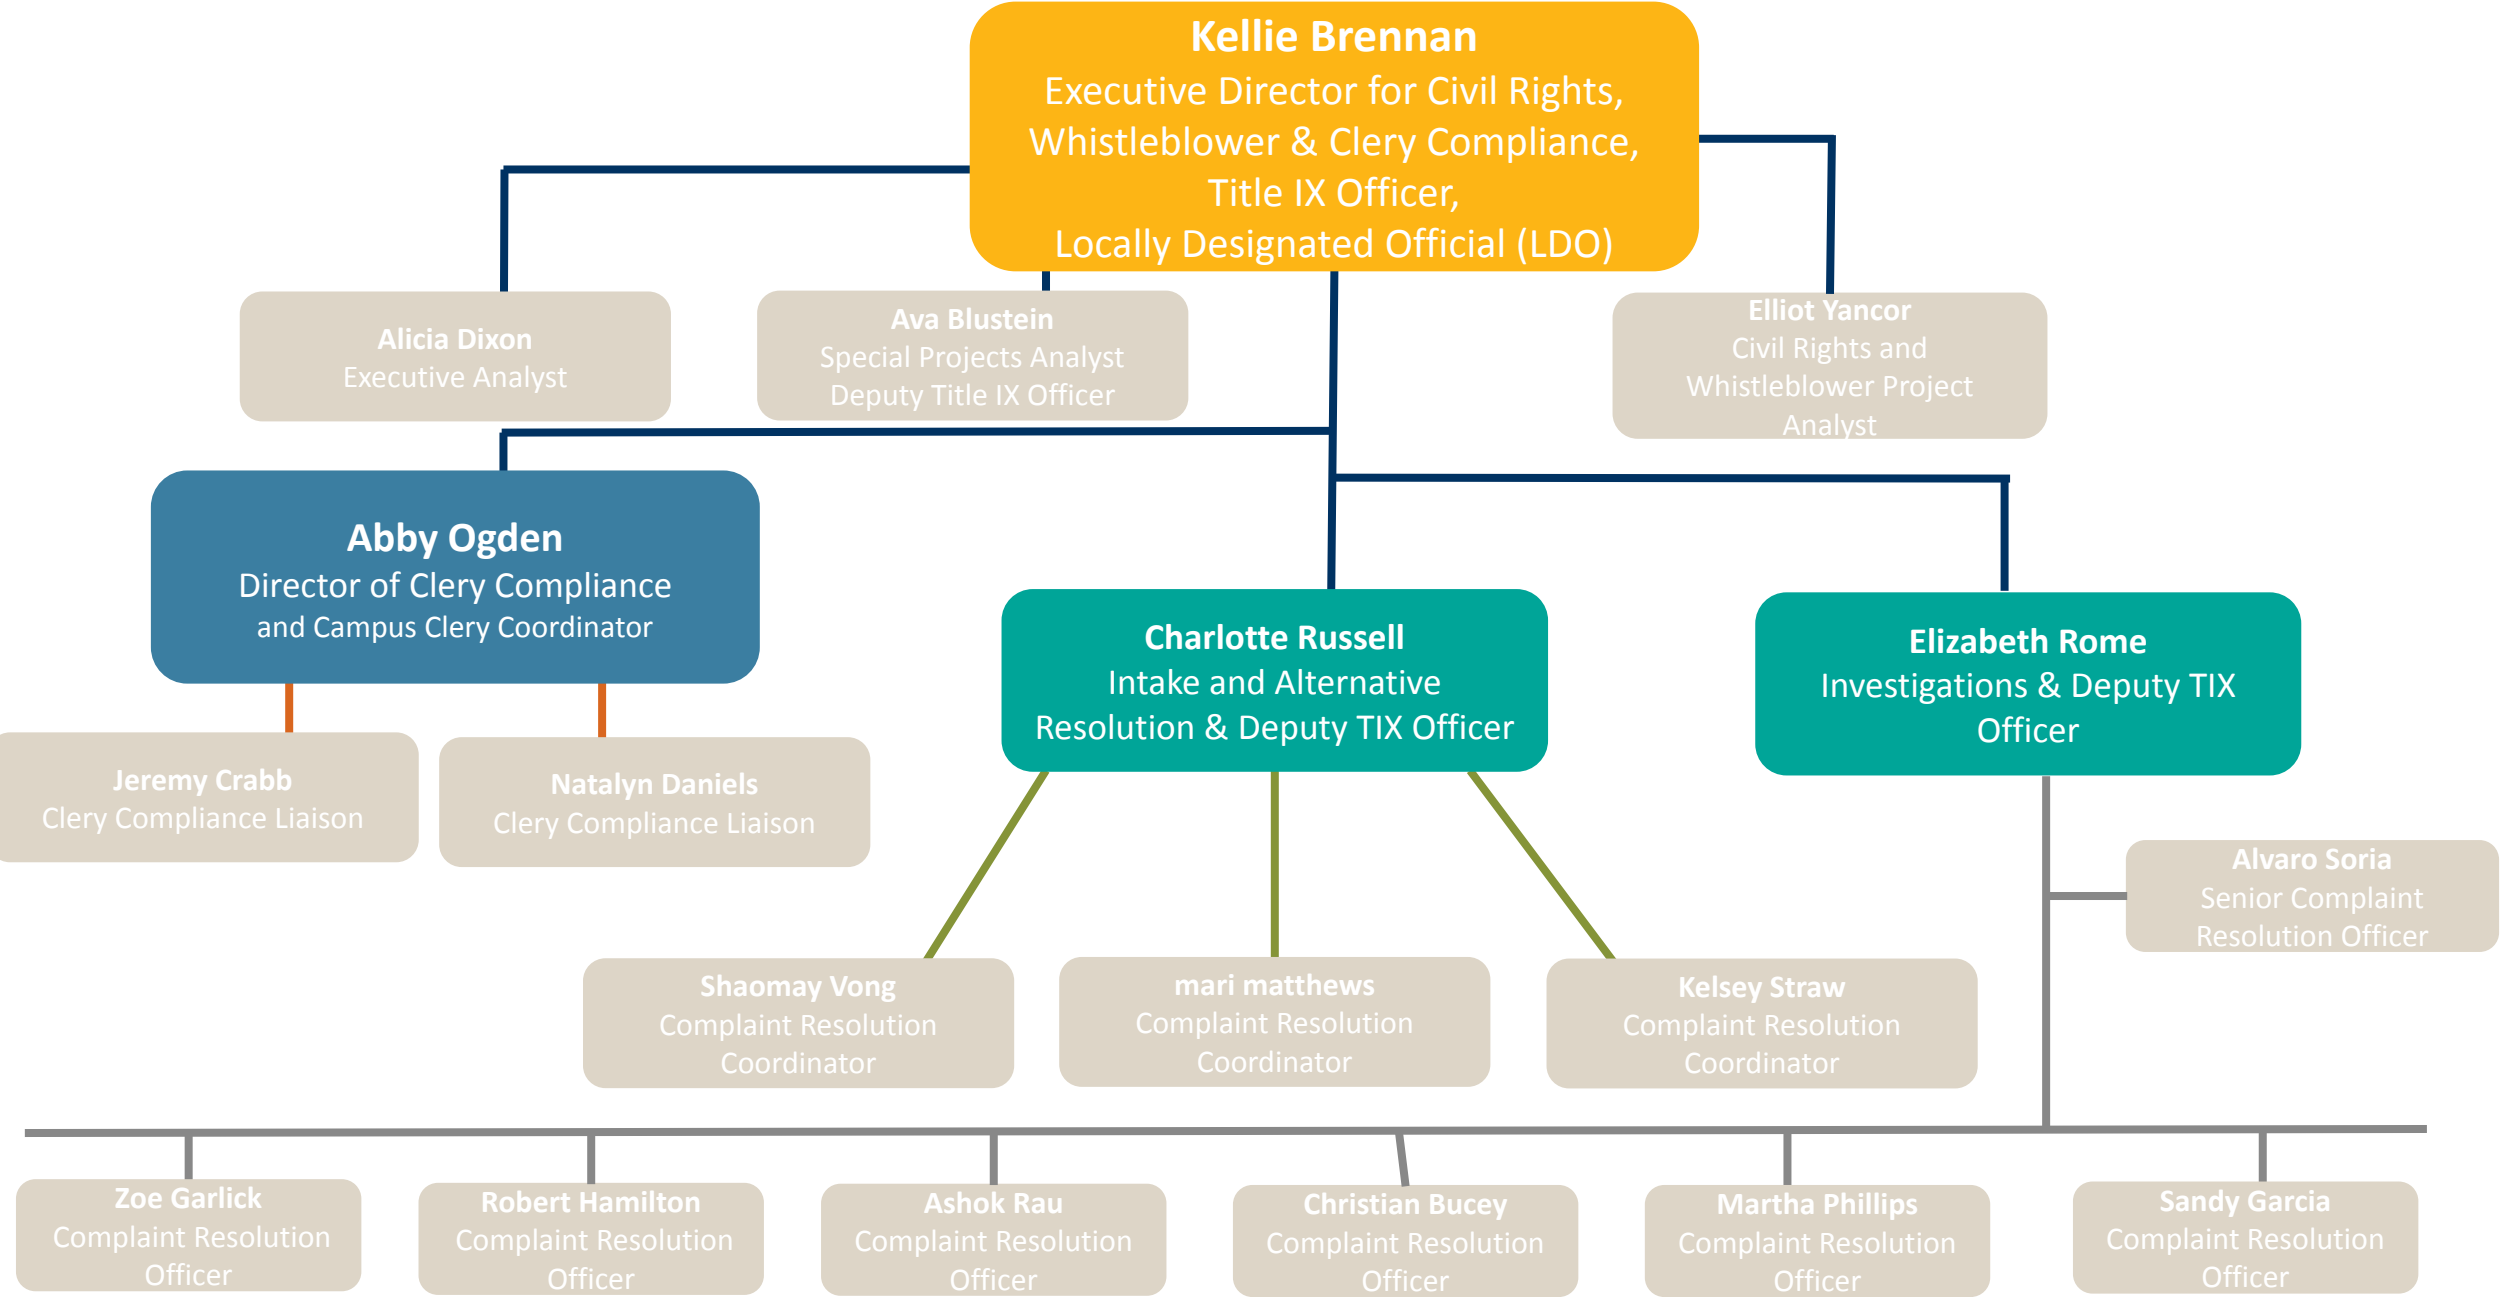 Kellie Brennan
Executive Director for Civil Rights,
Whistleblower & Clery Compliance,
Title IX Officer,
Locally Designated Official (LDO)
Alicia Dixon
Executive Analyst
Ava Blustein
Special Projects Analyst
Deputy Title IX Officer
Elliot Yancor
Civil Rights and
Whistleblower Project
Analyst
Abby Ogden
Director of Clery Compliance
and Campus Clery Coordinator
Charlotte Russell
Intake and Alternative
Resolution & Deputy TIX Officer
Elizabeth Rome
Investigations & Deputy TIX
Officer
Jeremy Crabb
Clery Compliance Liaison
Natalyn Daniels
Clery Compliance Liaison
Alvaro Soria
Senior Complaint
Resolution Officer
Shaomay Vong
Complaint Resolution
Coordinator
mari matthews
Complaint Resolution
Coordinator
Kelsey Straw
Complaint Resolution
Coordinator
Zoe Garlick
Complaint Resolution
Officer
Robert Hamilton
Complaint Resolution
Officer
Ashok Rau
Complaint Resolution
Officer
Christian Bucey
Complaint Resolution
Officer
Martha Phillips
Complaint Resolution
Officer
Sandy Garcia
Complaint Resolution
Officer